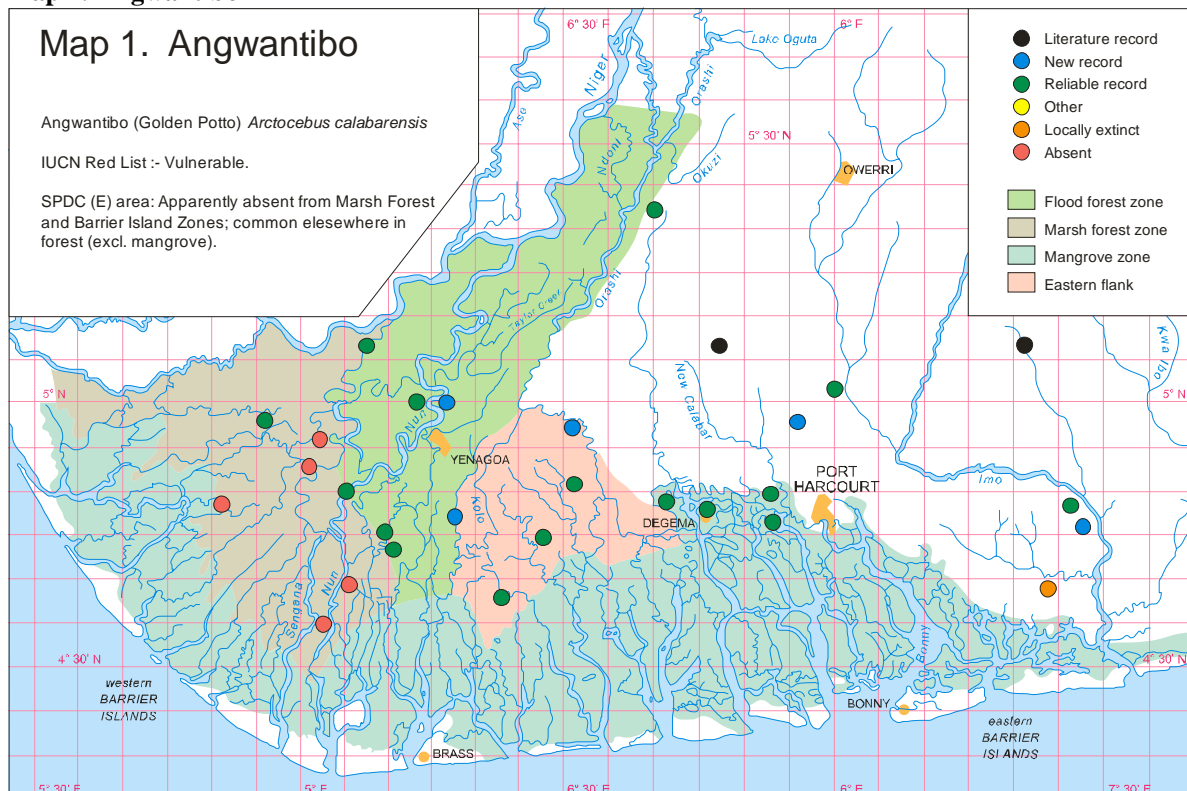 Map 1. Angwantibo
Angwantibo (Golden Potto) Arctocebus calabarensis
IUCN Red List :- Vulnerable.
SPDC (E) area: Apparently absent from Marsh Forest
and Barrier Island Zones; common elesewhere in
forest (excl. mangrove).
Literature record
New record
Reliable record
Other
Locally extinct
Absent
Flood forest zone
Marsh forest zone
Mangrove zone
Eastern flank
6° 30' F
6° F
Lake Oguta
Niger
Orashi
Ase
5° 30' N
Ndoni
Okuzi
OWERRI
Orashi
Taylor Creek
Kwa Ibo
5° N
5° N
New Calabar
Nun
YENAGOA
PORT
HARCOURT
Imo
Kolo
DEGEMA
Sengana
Nun
Bonny
4° 30' N
4° 30' N
western
BARRIER
ISLANDS
BONNY
eastern
BARRIER
ISLANDS
BRASS
5° 30' E
5° F
6° 30' F
6° F
7° 30' F